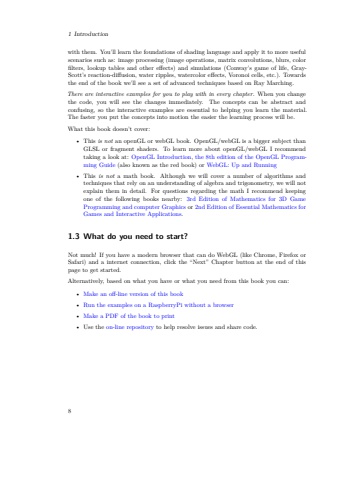 1 Introduction
with them. You'll learn the foundations of shading language and apply it to more useful
scenarios such as: image processing (image operations, matrix convolutions, blurs, color
filters, lookup tables and other effects) and simulations (Conway's game of life, Gray-
Scott's reaction-diffusion, water ripples, watercolor effects, Voronoi cells, etc.). Towards
the end of the book we'll see a set of advanced techniques based on Ray Marching.
There are interactive examples for you to play with in every chapter. When you change
the code, you will see the changes immediately. The concepts can be abstract and
confusing, so the interactive examples are essential to helping you learn the material.
The faster you put the concepts into motion the easier the learning process will be.
What this book doesn't cover:
• This is not an openGL or webGL book. OpenGL/webGL is a bigger subject than
GLSL or fragment shaders. To learn more about openGL/webGL I recommend
taking a look at: OpenGL Introduction, the 8th edition of the OpenGL Program-
ming Guide (also known as the red book) or WebGL: Up and Running
• This is not a math book. Although we will cover a number of algorithms and
techniques that rely on an understanding of algebra and trigonometry, we will not
explain them in detail. For questions regarding the math I recommend keeping
one of the following books nearby: 3rd Edition of Mathematics for 3D Game
Programming and computer Graphics or 2nd Edition of Essential Mathematics for
Games and Interactive Applications.
1.3 What do you need to start?
Not much! If you have a modern browser that can do WebGL (like Chrome, Firefox or
Safari) and a internet connection, click the "Next" Chapter button at the end of this
page to get started.
Alternatively, based on what you have or what you need from this book you can:
• Make an off-line version of this book
• Run the examples on a RaspberryPi without a browser
• Make a PDF of the book to print
• Use the on-line repository to help resolve issues and share code.
8